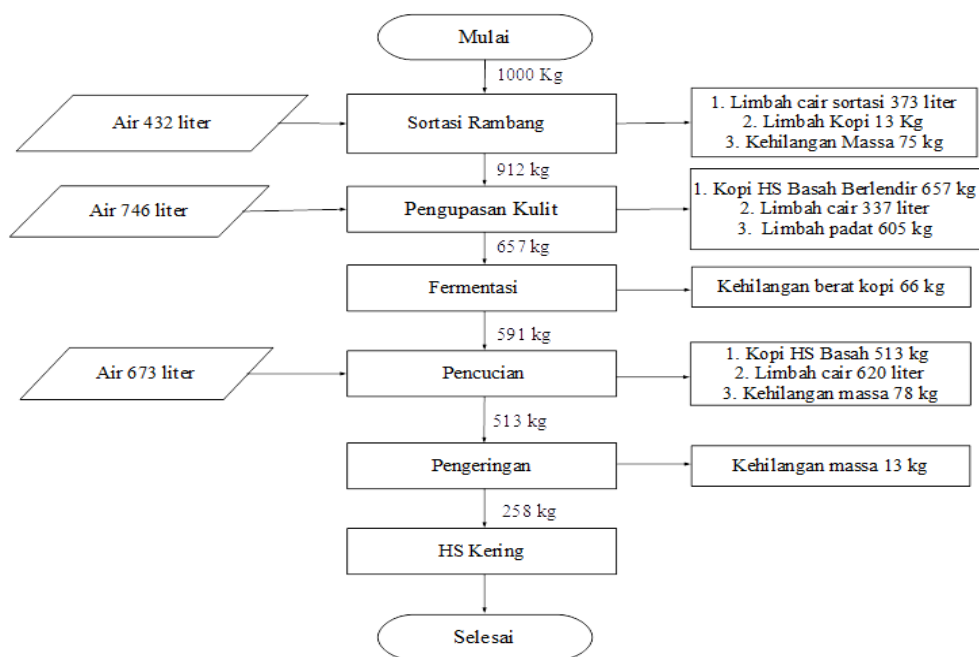 Mulai
1000 Kg
Air 432 liter
Sortasi Rambang
1. Limbah cair sortasi 373 liter
2. Limbah Kopi 13 Kg
3. Kehilangan Massa 75 kg
912 kg
Air 746 liter
Pengupasan Kulit
1. Kopi HS Basah Berlendir 657 kg
2. Limbah cair 337 liter
3. Limbah padat 605 kg
657 kg
Fermentasi
Kehilangan berat kopi 66 kg
591 kg
Air 673 liter
Pencucian
1. Kopi HS Basah 513 kg
2. Limbah cair 620 liter
3. Kehilangan massa 78 kg
513 kg
Pengeringan
Kehilangan massa 13 kg
258 kg
HS Kering
Selesai